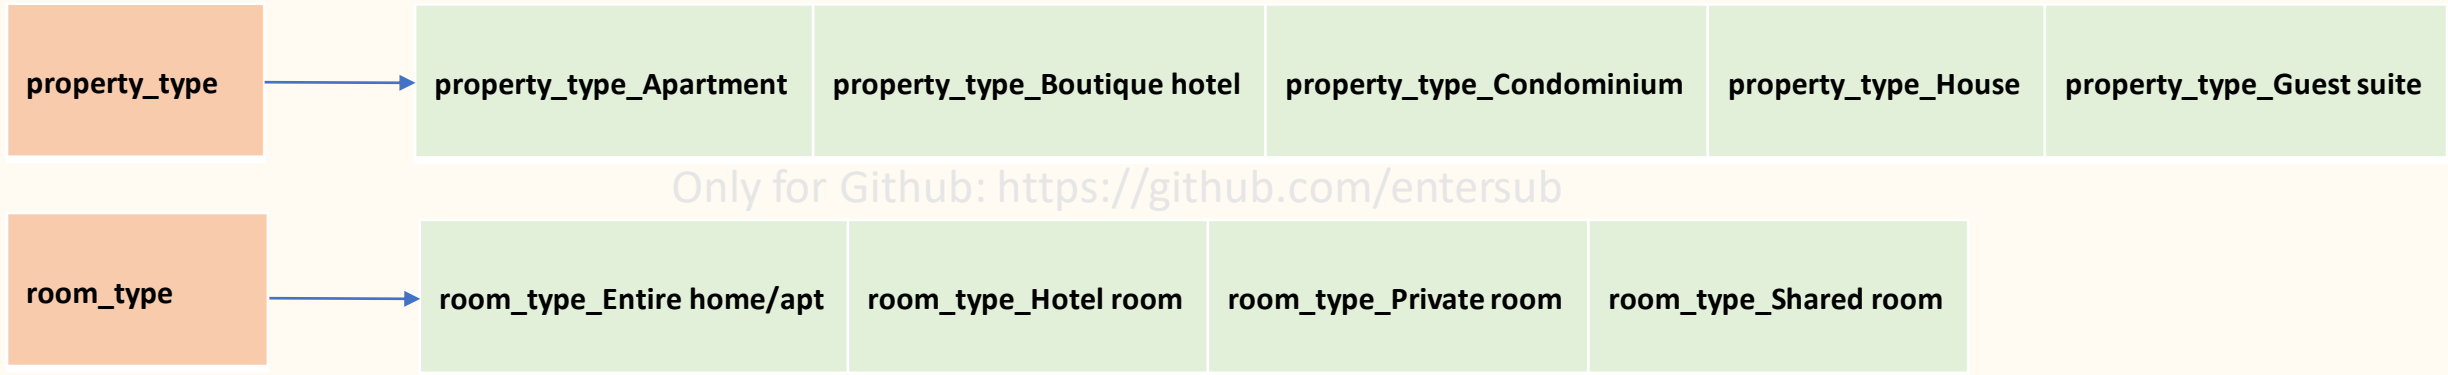 property_type
property_type_Apartment
property_type_Boutique hotel
property_type_Condominium
property_type_House
property_type_Guest suite
Only for Github: https://github.com/entersub
room_type
room_type_Entire home/apt
room_type_Hotel room
room_type_Private room
room_type_Shared room